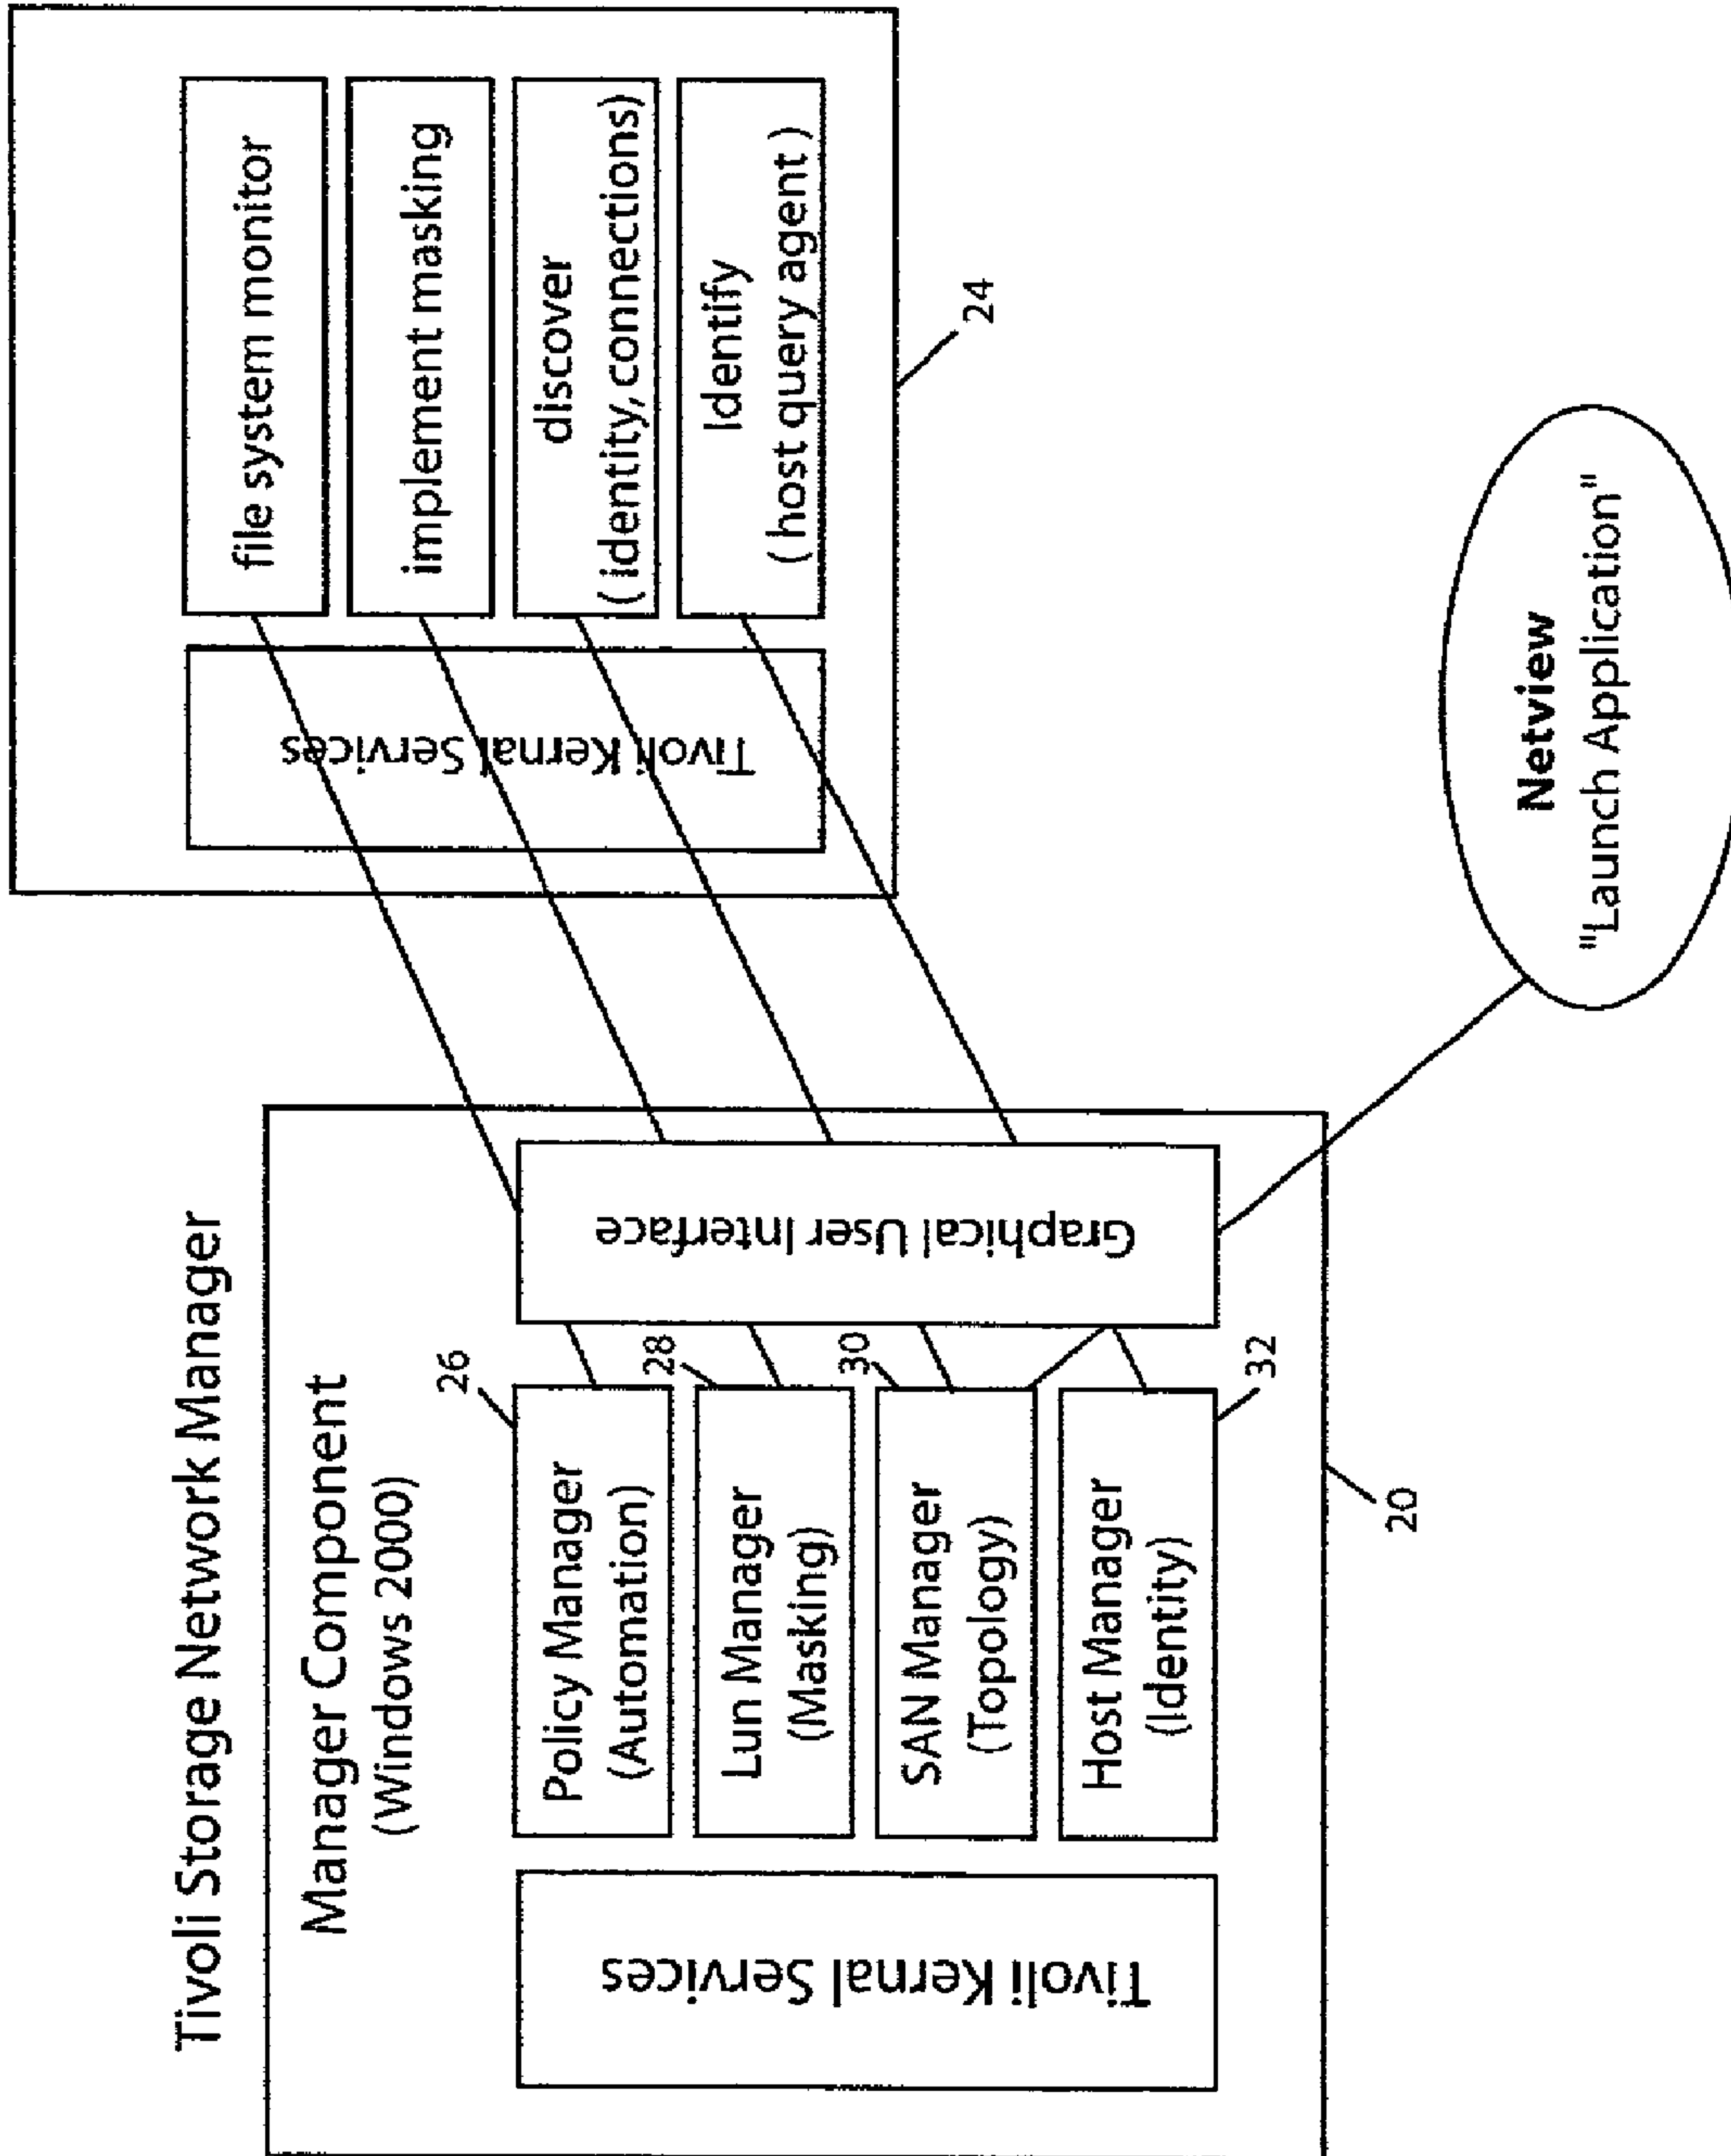 Tivoli Storage Network Manager
Manager Component
(Windows 2000)
Tivoli Kernal Services
Policy Manager
(Automation)
26
Lun Manager
(Masking)
28
SAN Manager
(Topology)
30
Host Manager
(Identity)
32
Graphical User Interface
20
Tivoli Kernal Services
file system monitor
implement masking
discover
(identity, connections)
Identify
(host query agent)
24
Netview
"Launch Application"